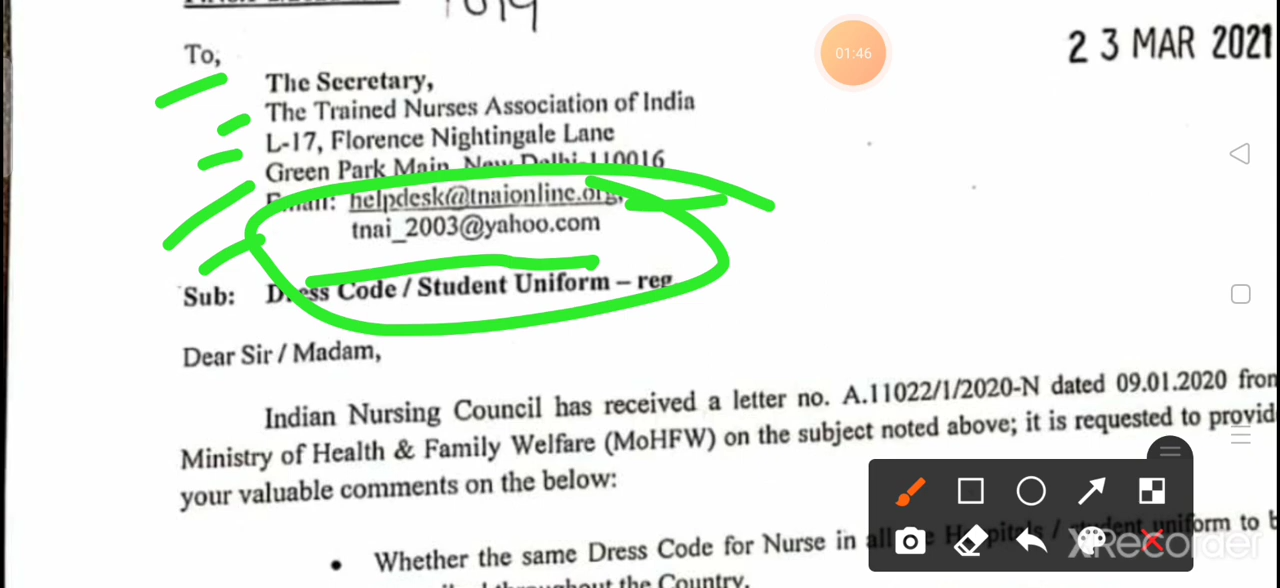 To,
01:46
23 MAR 2021
The Secretary,
The Trained Nurses Association of India
L-17, Florence Nightingale Lane
Green Park Main, New Delhi-110016
Email: helpdesk@tnaionline.org,
tnai_2003@yahoo.com
Sub: Dress Code / Student Uniform – reg
Dear Sir / Madam,
Indian Nursing Council has received a letter no. A.11022/1/2020-N dated 09.01.2020 from
Ministry of Health & Family Welfare (MoHFW) on the subject noted above; it is requested to provid
your valuable comments on the below:
• Whether the same Dress Code for Nurse in all the Hospitals / student uniform to b
throughout the Country.
XRecorder